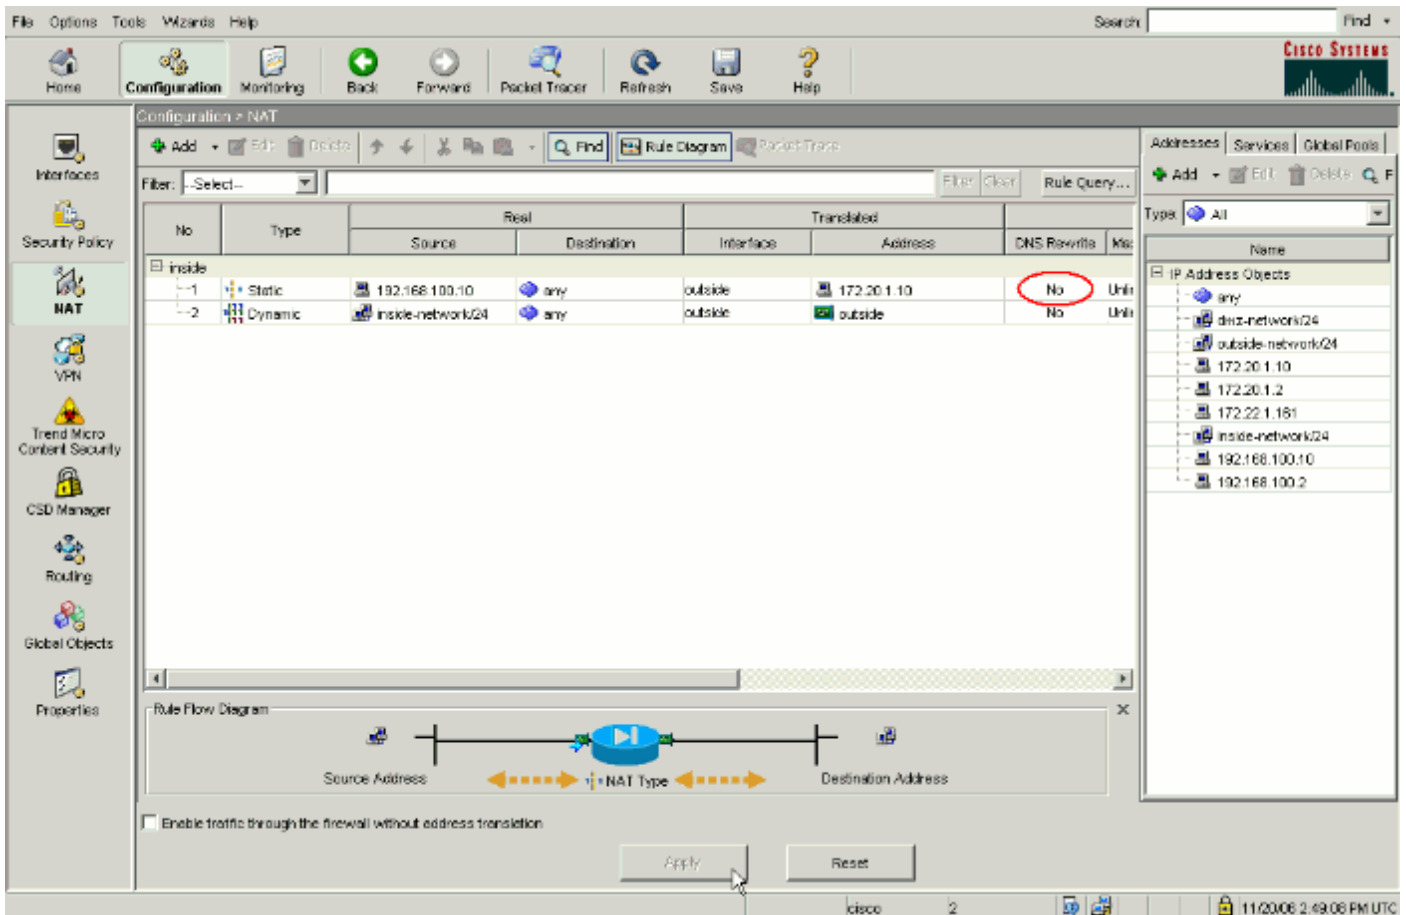 File Options Tools Wizards Help Search: Find
Home Configuration Monitoring Back Forward Packet Tracer Refresh Save Help
CISCO SYSTEMS
Configuration > NAT
Add Edit Delete Find Rule Diagram Packet Trace
Filter: --Select-- Filter Clear Rule Query...
No Type Real Translated
Source Destination Interface Address DNS Rewrite
inside
1 Static 192.168.100.10 any outside 172.20.1.10 No Unli
2 Dynamic inside-network/24 any outside outside No Unli
Interfaces
Security Policy
NAT
VPN
Trend Micro
Content Security
CSD Manager
Routing
Global Objects
Properties
Addresses Services Global Pools
Add Edit Delete F
Type: All
Name
IP Address Objects
any
dmz-network/24
outside-network/24
172.20.1.10
172.20.1.2
172.22.1.161
inside-network/24
192.168.100.10
192.168.100.2
Rule Flow Diagram
Source Address NAT Type Destination Address
Enable traffic through the firewall without address translation
Apply Reset
cisco 2 11/20/06 2:49:08 PM UTC